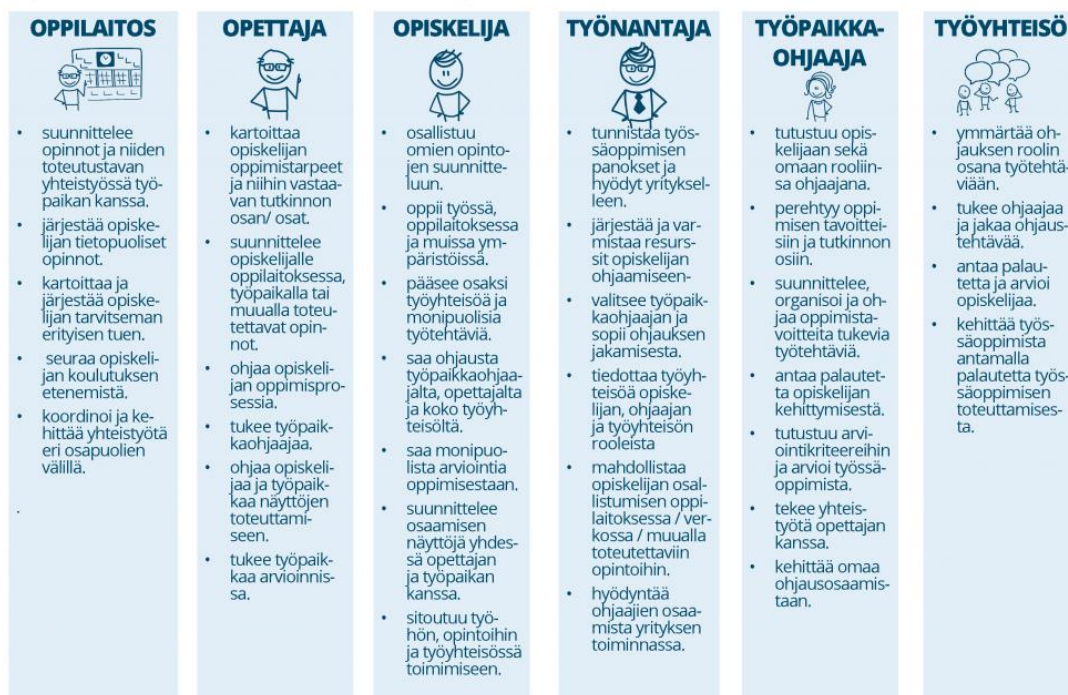 OPPILAITOS
• suunnittelee
opinnot ja niiden
toteutustavan
yhteistyössä työ-
paikan kanssa.
• järjestää opiske-
lijan tietopuoliset
opinnot.
• kartoittaa ja
järjestää opiske-
lijan tarvitseman
erityisen tuen.
• seuraa opiskeli-
jan koulutuksen
etenemistä.
• koordinoi ja ke-
hittää yhteistyötä
eri osapuolien
välillä.
.
OPETTAJA
• kartoittaa
opiskelijan
oppimistarpeet
ja niihin vastaa-
van tutkinnon
osan/ osat.
• suunnittelee
opiskelijalle
oppilaitoksessa,
työpaikalla tai
muualla toteu-
tettavat opin-
not.
• ohjaa opiskeli-
jan oppimispro-
sessia.
• tukee työpaik-
kaohjaajaa.
• ohjaa opiskeli-
jaa ja työpaik-
kaa näyttöjen
toteuttami-
seen.
• tukee työpaik-
kaa arvioinnis-
sa.
OPISKELIJA
• osallistuu
omien opinto-
jen suunnitte-
luun.
• oppii työssä,
oppilaitoksessa
ja muissa ym-
päristöissä.
• pääsee osaksi
työyhteisöä ja
monipuolisia
työtehtäviä.
• saa ohjausta
työpaikkaohjaa-
jalta, opettajalta
ja koko työyh-
teisöltä.
• saa monipuo-
lista arviointia
oppimisestaan.
• suunnittelee
osaamisen
näyttöjä yhdes-
sä opettajan
ja työpaikan
kanssa.
• sitoutuu työ-
hön, opintoihin
ja työyhteisössä
toimimiseen.
TYÖNANTAJA
• tunnistaa työs-
säoppimisen
panokset ja
hyödyt yrityksel-
leen.
• järjestää ja var-
mistaa resurs-
sit opiskelijan
ohjaamiseen-
• valitsee työpaik-
kaohjaajan ja
sopii ohjauksen
jakamisesta.
• tiedottaa työyh-
teisöä opiske-
lijan, ohjaajan
ja työyhteisön
rooleista
• mahdollistaa
opiskelijan osal-
listumisen oppi-
laitoksessa / ver-
kossa / muualla
toteutettaviin
opintoihin.
• hyödyntää
ohjaajien osaa-
mista yrityksen
toiminnassa.
TYÖPAIKKA-
OHJAAJA
• tutustuu opis-
kelijaan sekä
omaan rooliin-
sa ohjaajana.
• perehtyy oppi-
misen tavoittei-
siin ja tutkinnon
osiin.
• suunnittelee,
organisoi ja oh-
jaa oppimista-
voitteita tukevia
työtehtäviä.
• antaa palautet-
ta opiskelijan
kehittymisestä.
• tutustuu arvi-
ointikriteereihin
ja arvioi työssä-
oppimista.
• tekee yhteis-
työtä opettajan
kanssa.
• kehittää omaa
ohjausosaamis-
taan.
TYÖYHTEISÖ
• ymmärtää oh-
jauksen roolin
osana työtehtä-
viään.
• tukee ohjaajaa
ja jakaa ohjaus-
tehtävää.
• antaa palau-
tetta ja arvioi
opiskelijaa.
• kehittää työs-
säoppimista
antamalla
palautetta työs-
säoppimisen
toteuttamises-
ta.